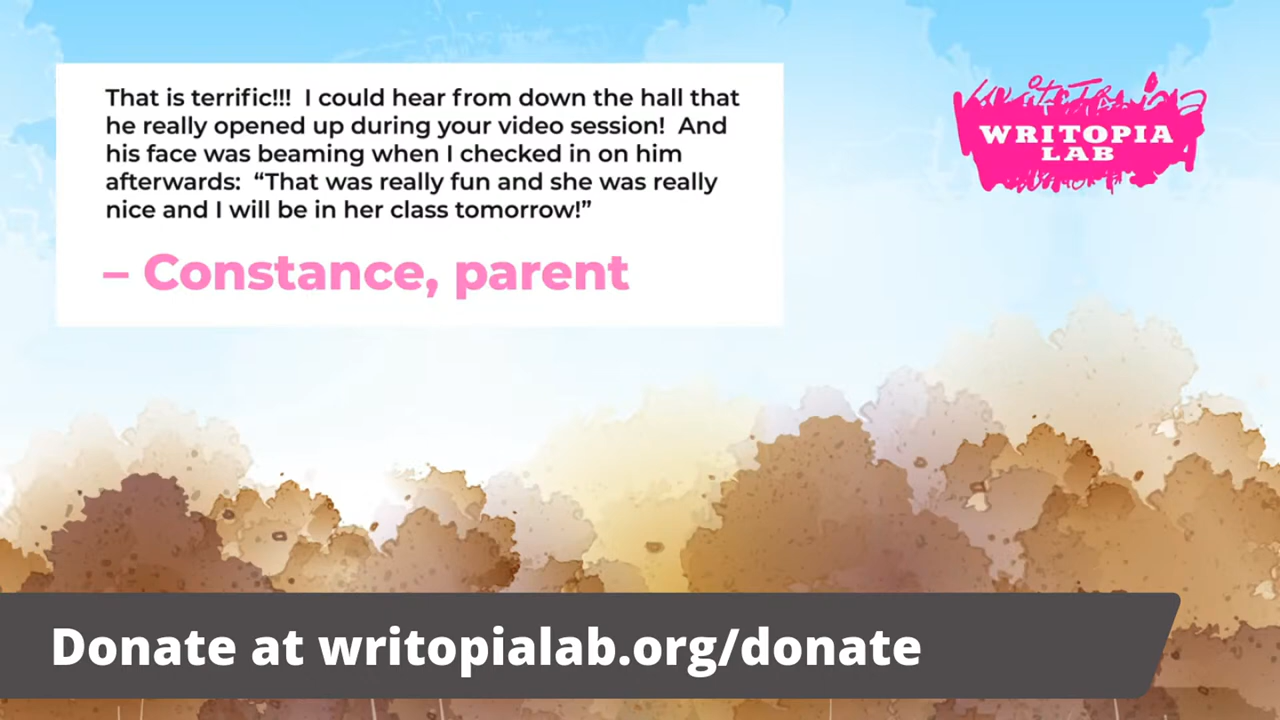 That is terrific!!!  I could hear from down the hall that
he really opened up during your video session!  And
his face was beaming when I checked in on him
afterwards:  “That was really fun and she was really
nice and I will be in her class tomorrow!”
– Constance, parent
WRITOPIA
LAB
Donate at writopialab.org/donate